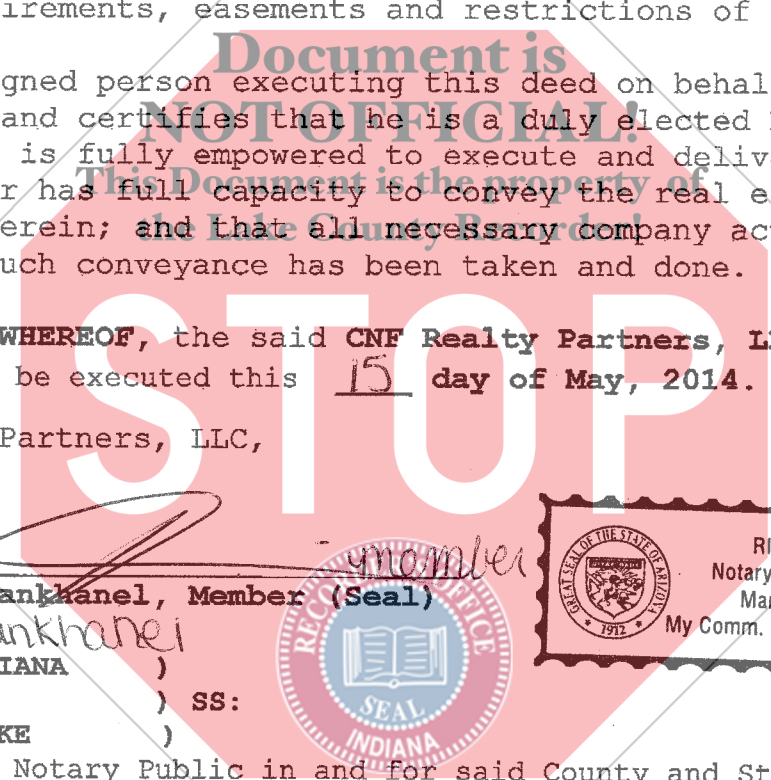 irements, easements and restrictions of
Document is
gned person executing this deed on behal
NOT OFFICIAL!
and certifies that he is a duly elected
is fully empowered to execute and deliv
This Document is the property of
r has full capacity to convey the real e
the Lake County Recorder!
erein; and that all necessary company ac
uch conveyance has been taken and done.
STOP
WHEREOF, the said CNF Realty Partners, L
be executed this 15 day of May, 2014.
Partners, LLC,
member
ankhanel, Member (Seal)
ankhanel
IANA )
) SS:
KE )
Notary Public in and for said County and St
RECORDER'S OFFICE
SEAL
INDIANA
GREAT SEAL OF THE STATE OF ARIZONA
1912
RI
Notary
Mar
My Comm.